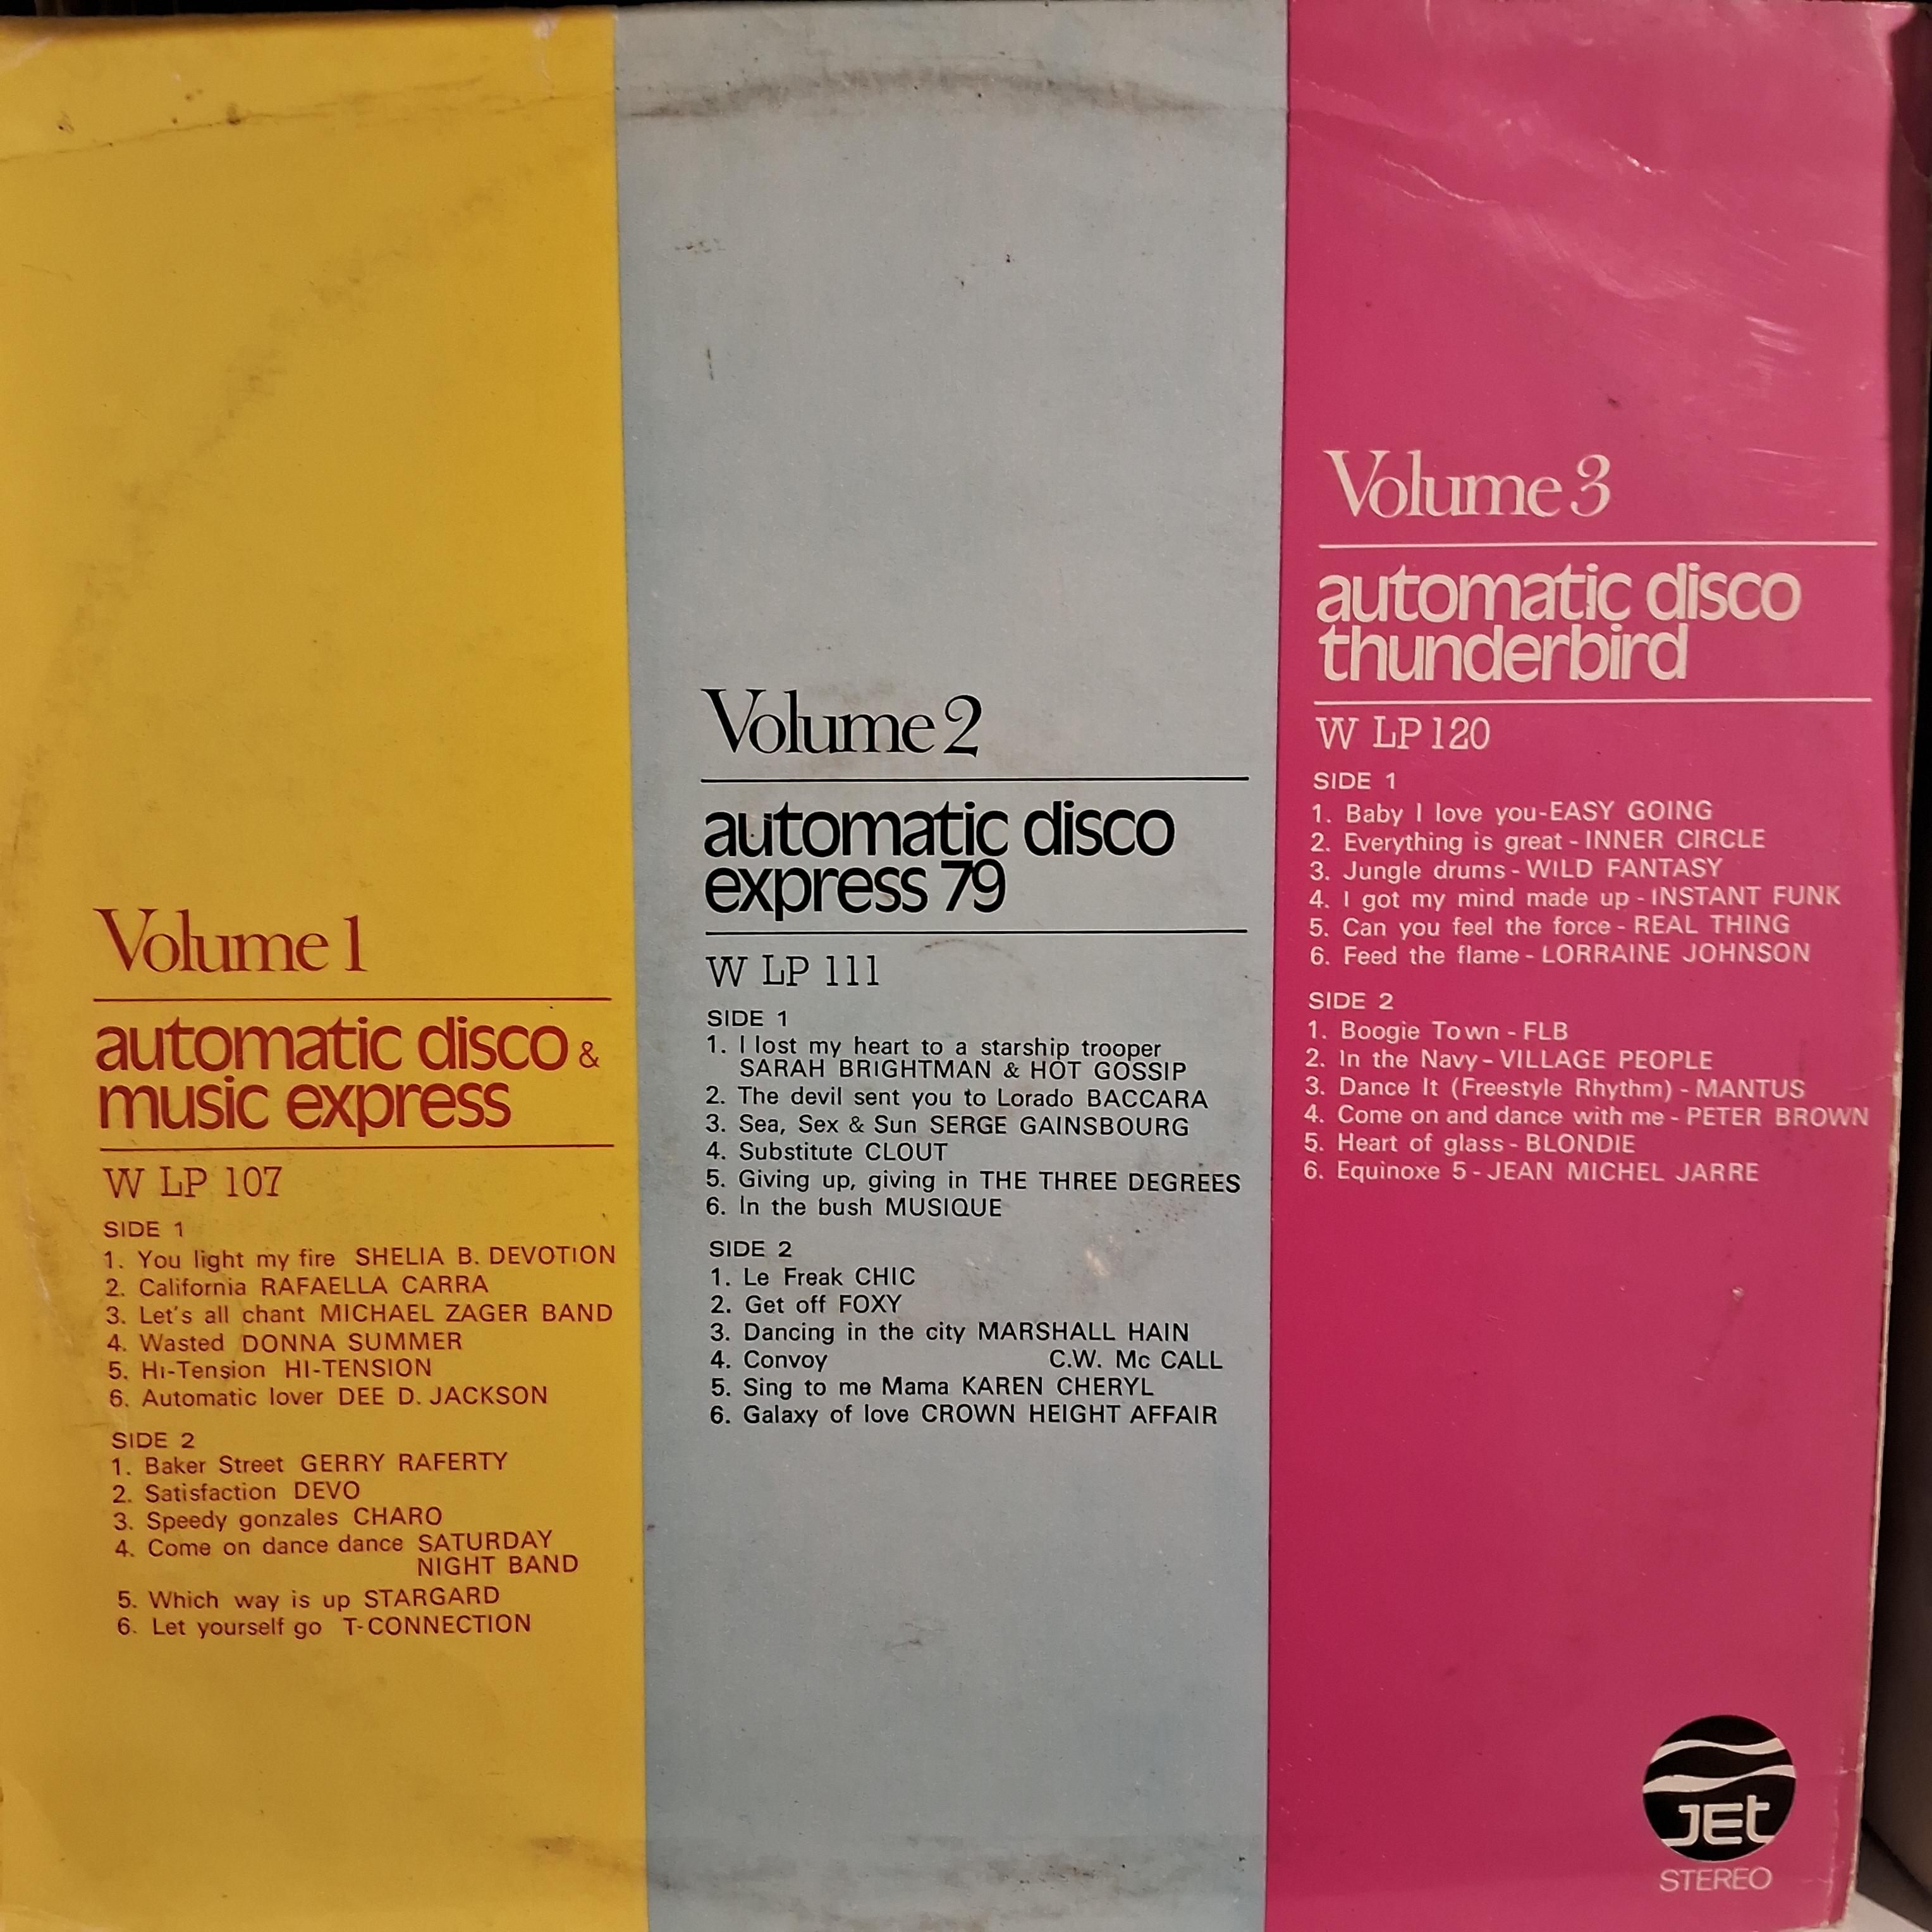 Volume 1
automatic disco &
music express
W LP 107
SIDE 1
1. You light my fire SHELIA B. DEVOTION
2. California RAFAELLA CARRA
3. Let's all chant MICHAEL ZAGER BAND
4. Wasted DONNA SUMMER
5. Hi-Tension HI-TENSION
6. Automatic lover DEE D. JACKSON
SIDE 2
1. Baker Street GERRY RAFERTY
2. Satisfaction DEVO
3. Speedy gonzales CHARO
4. Come on dance dance SATURDAY
NIGHT BAND
5. Which way is up STARGARD
6. Let yourself go T-CONNECTION
Volume 2
automatic disco
express 79
W LP 111
SIDE 1
1. I lost my heart to a starship trooper
SARAH BRIGHTMAN & HOT GOSSIP
2. The devil sent you to Lorado BACCARA
3. Sea, Sex & Sun SERGE GAINSBOURG
4. Substitute CLOUT
5. Giving up, giving in THE THREE DEGREES
6. In the bush MUSIQUE
SIDE 2
1. Le Freak CHIC
2. Get off FOXY
3. Dancing in the city MARSHALL HAIN
4. Convoy C.W. Mc CALL
5. Sing to me Mama KAREN CHERYL
6. Galaxy of love CROWN HEIGHT AFFAIR
Volume 3
automatic disco
thunderbird
W LP 120
SIDE 1
1. Baby I love you-EASY GOING
2. Everything is great - INNER CIRCLE
3. Jungle drums - WILD FANTASY
4. I got my mind made up - INSTANT FUNK
5. Can you feel the force - REAL THING
6. Feed the flame - LORRAINE JOHNSON
SIDE 2
1. Boogie Town - FLB
2. In the Navy - VILLAGE PEOPLE
3. Dance It (Freestyle Rhythm) - MANTUS
4. Come on and dance with me - PETER BROWN
5. Heart of glass - BLONDIE
6. Equinoxe 5 - JEAN MICHEL JARRE
JEt
STEREO